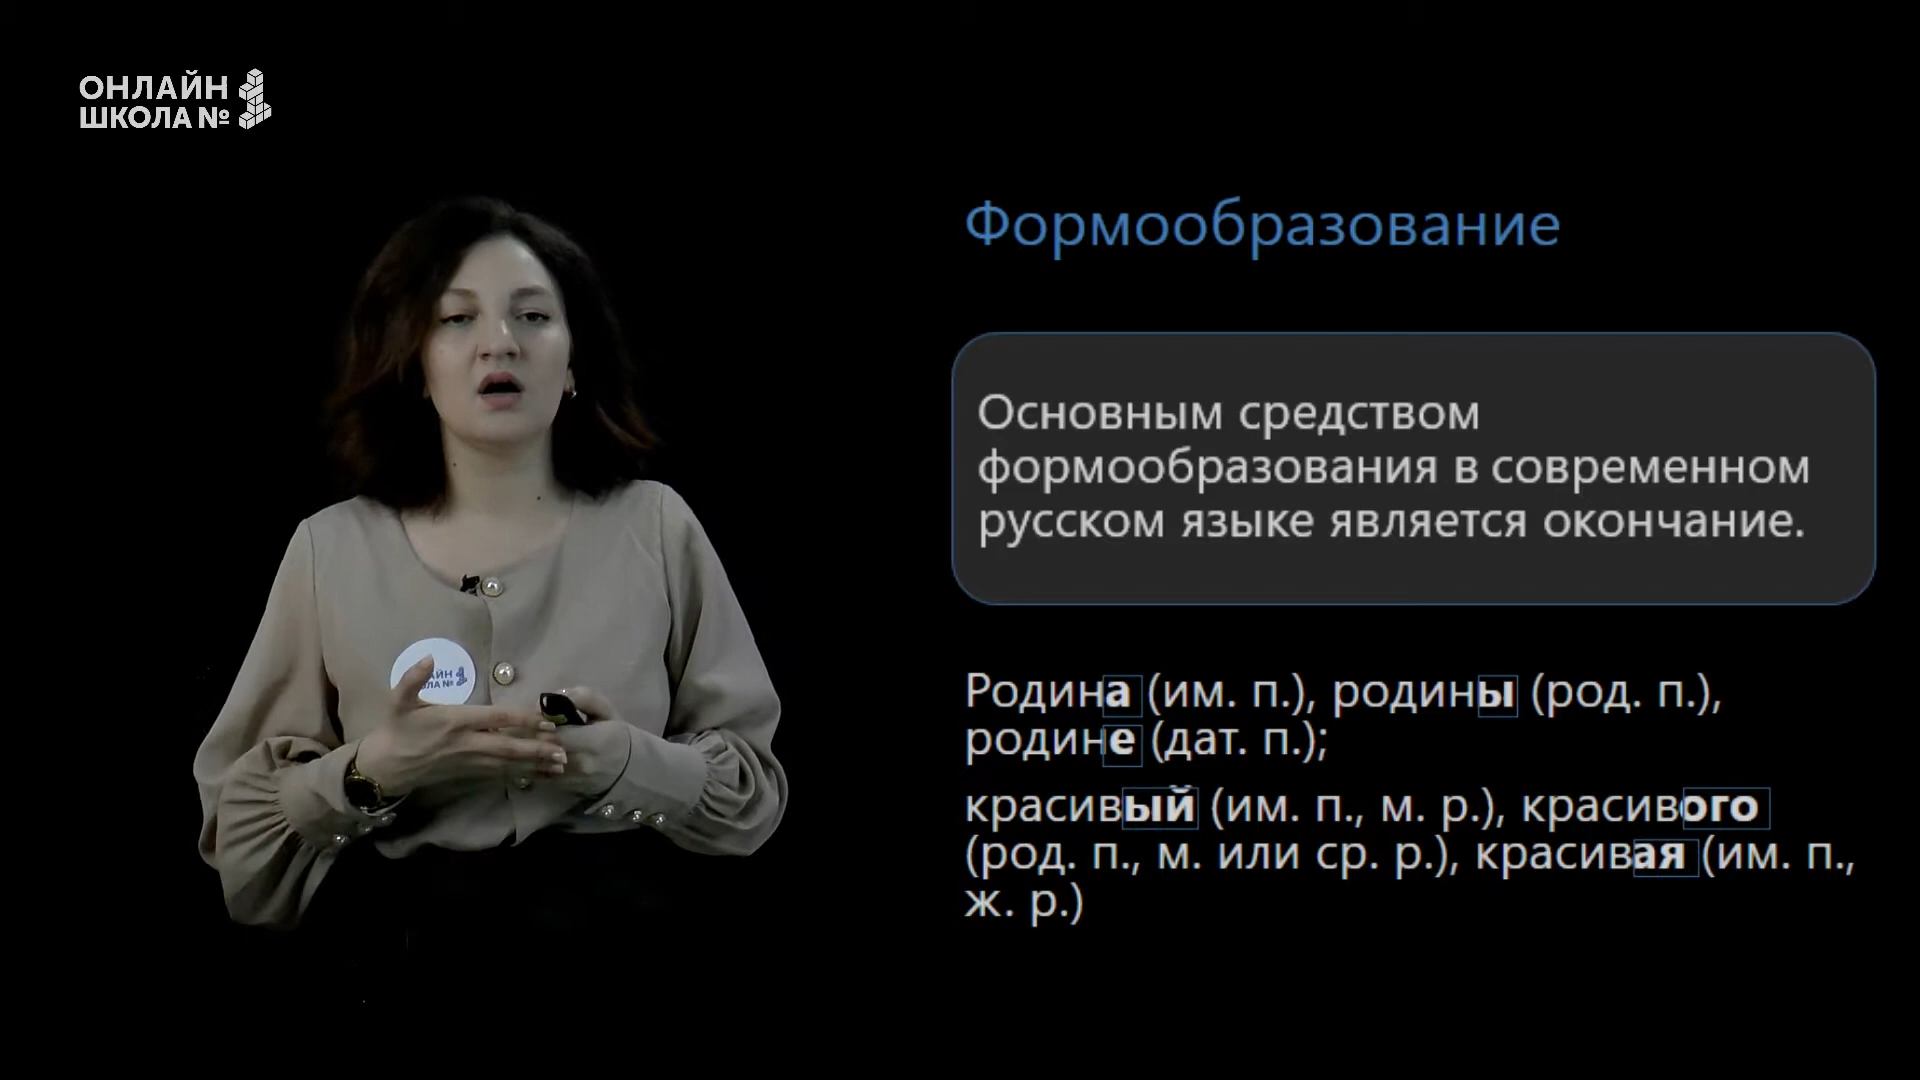 ОНЛАЙН
ШКОЛА №1
Формообразование
Основным средством
формообразования в современном
русском языке является окончание.
Родина (им. п.), родины (род. п.),
родине (дат. п.);
красивый (им. п., м. р.), красивого
(род. п., м. или ср. р.), красивая (им. п.,
ж. р.)